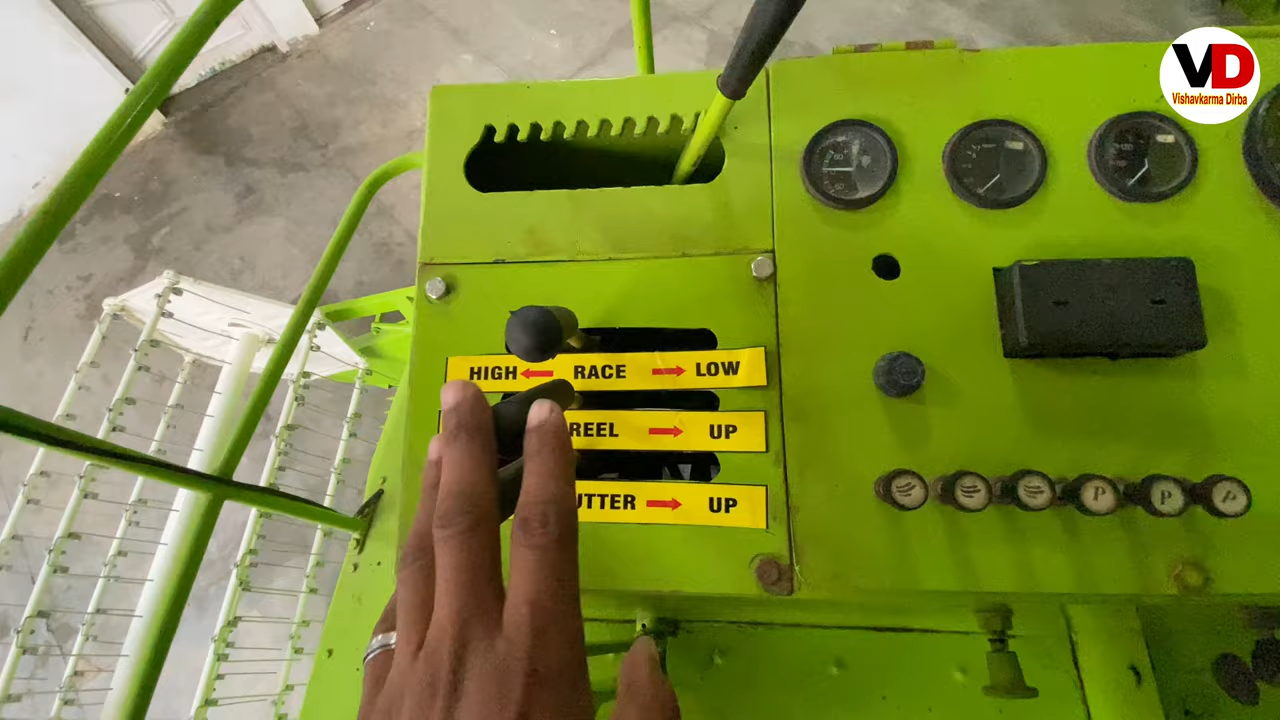 VD
Vishavkarma Dirba
HIGH RACE LOW
REEL UP
UTTER UP
P P P